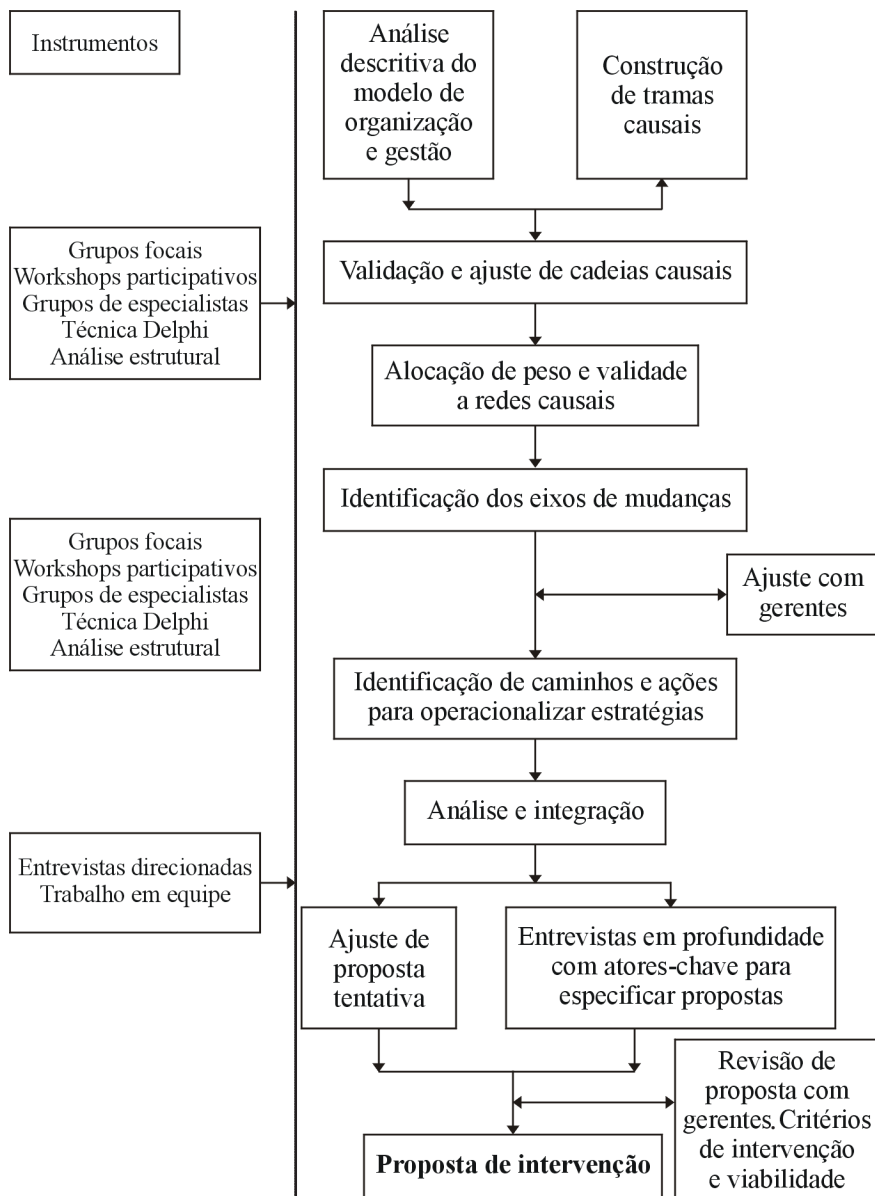 Instrumentos
Análise
descritiva do
modelo de
organização
e gestão
Construção
de tramas
causais
Grupos focais
Workshops participativos
Grupos de especialistas
Técnica Delphi
Análise estrutural
Validação e ajuste de cadeias causais
Alocação de peso e validade
a redes causais
Identificação dos eixos de mudanças
Grupos focais
Workshops participativos
Grupos de especialistas
Técnica Delphi
Análise estrutural
Ajuste com
gerentes
Identificação de caminhos e ações
para operacionalizar estratégias
Análise e integração
Entrevistas direcionadas
Trabalho em equipe
Ajuste de
proposta
tentativa
Entrevistas em profundidade
com atores-chave para
especificar propostas
Revisão de
proposta com
gerentes. Critérios
de intervenção
e viabilidade
Proposta de intervenção